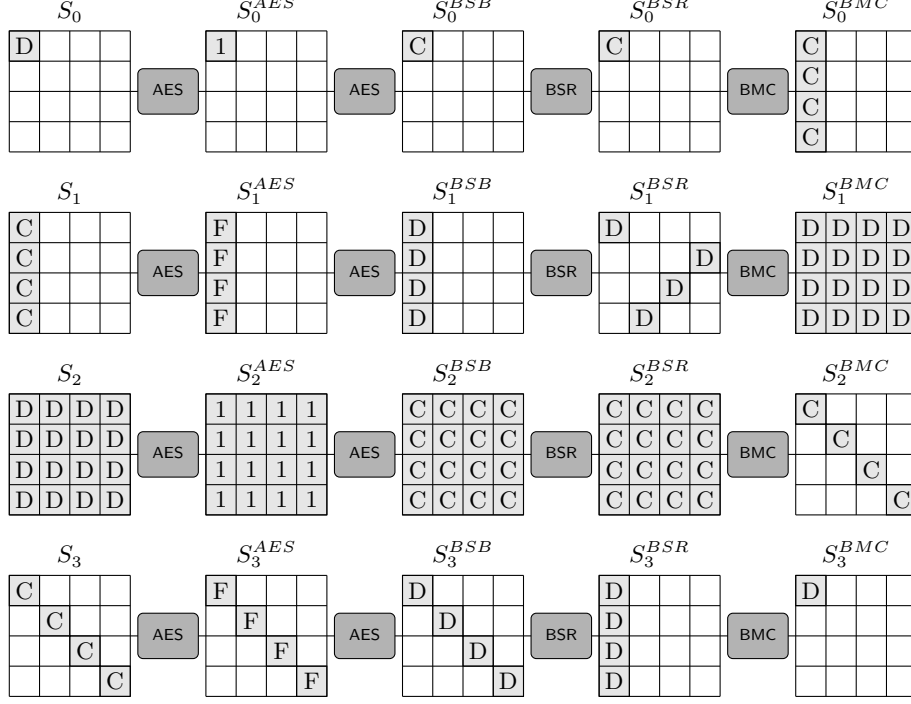 S_0 S_0^{AES} S_0^{BSB} S_0^{BSR} S_0^{BMC}
D 1 C C C
C
AES AES BSR BMC
C
C
S_1 S_1^{AES} S_1^{BSB} S_1^{BSR} S_1^{BMC}
C F D D D D D D
C F D D D D D D
AES AES BSR BMC
C F D D D D D D
C F D D D D D D
S_2 S_2^{AES} S_2^{BSB} S_2^{BSR} S_2^{BMC}
D D D D 1 1 1 1 C C C C C C C C C
D D D D 1 1 1 1 C C C C C C C C C
AES AES BSR BMC
D D D D 1 1 1 1 C C C C C C C C C
D D D D 1 1 1 1 C C C C C C C C C
S_3 S_3^{AES} S_3^{BSB} S_3^{BSR} S_3^{BMC}
C F D D D
C F D D
AES AES BSR BMC
C F D D
C F D D